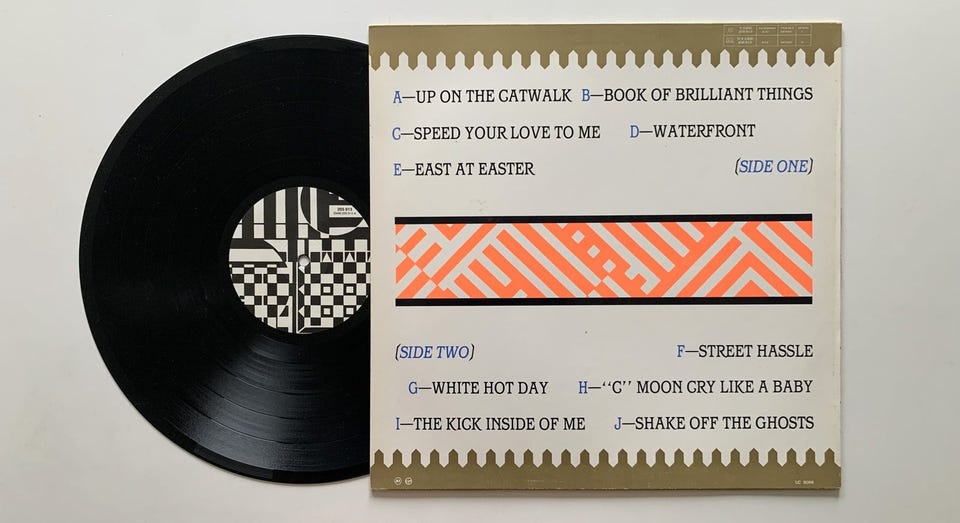 A—UP ON THE CATWALK B—BOOK OF BRILLIANT THINGS
C—SPEED YOUR LOVE TO ME D—WATERFRONT
E—EAST AT EASTER (SIDE ONE)
(SIDE TWO) F—STREET HASSLE
G—WHITE HOT DAY H—“C” MOON CRY LIKE A BABY
I—THE KICK INSIDE OF ME J—SHAKE OFF THE GHOSTS